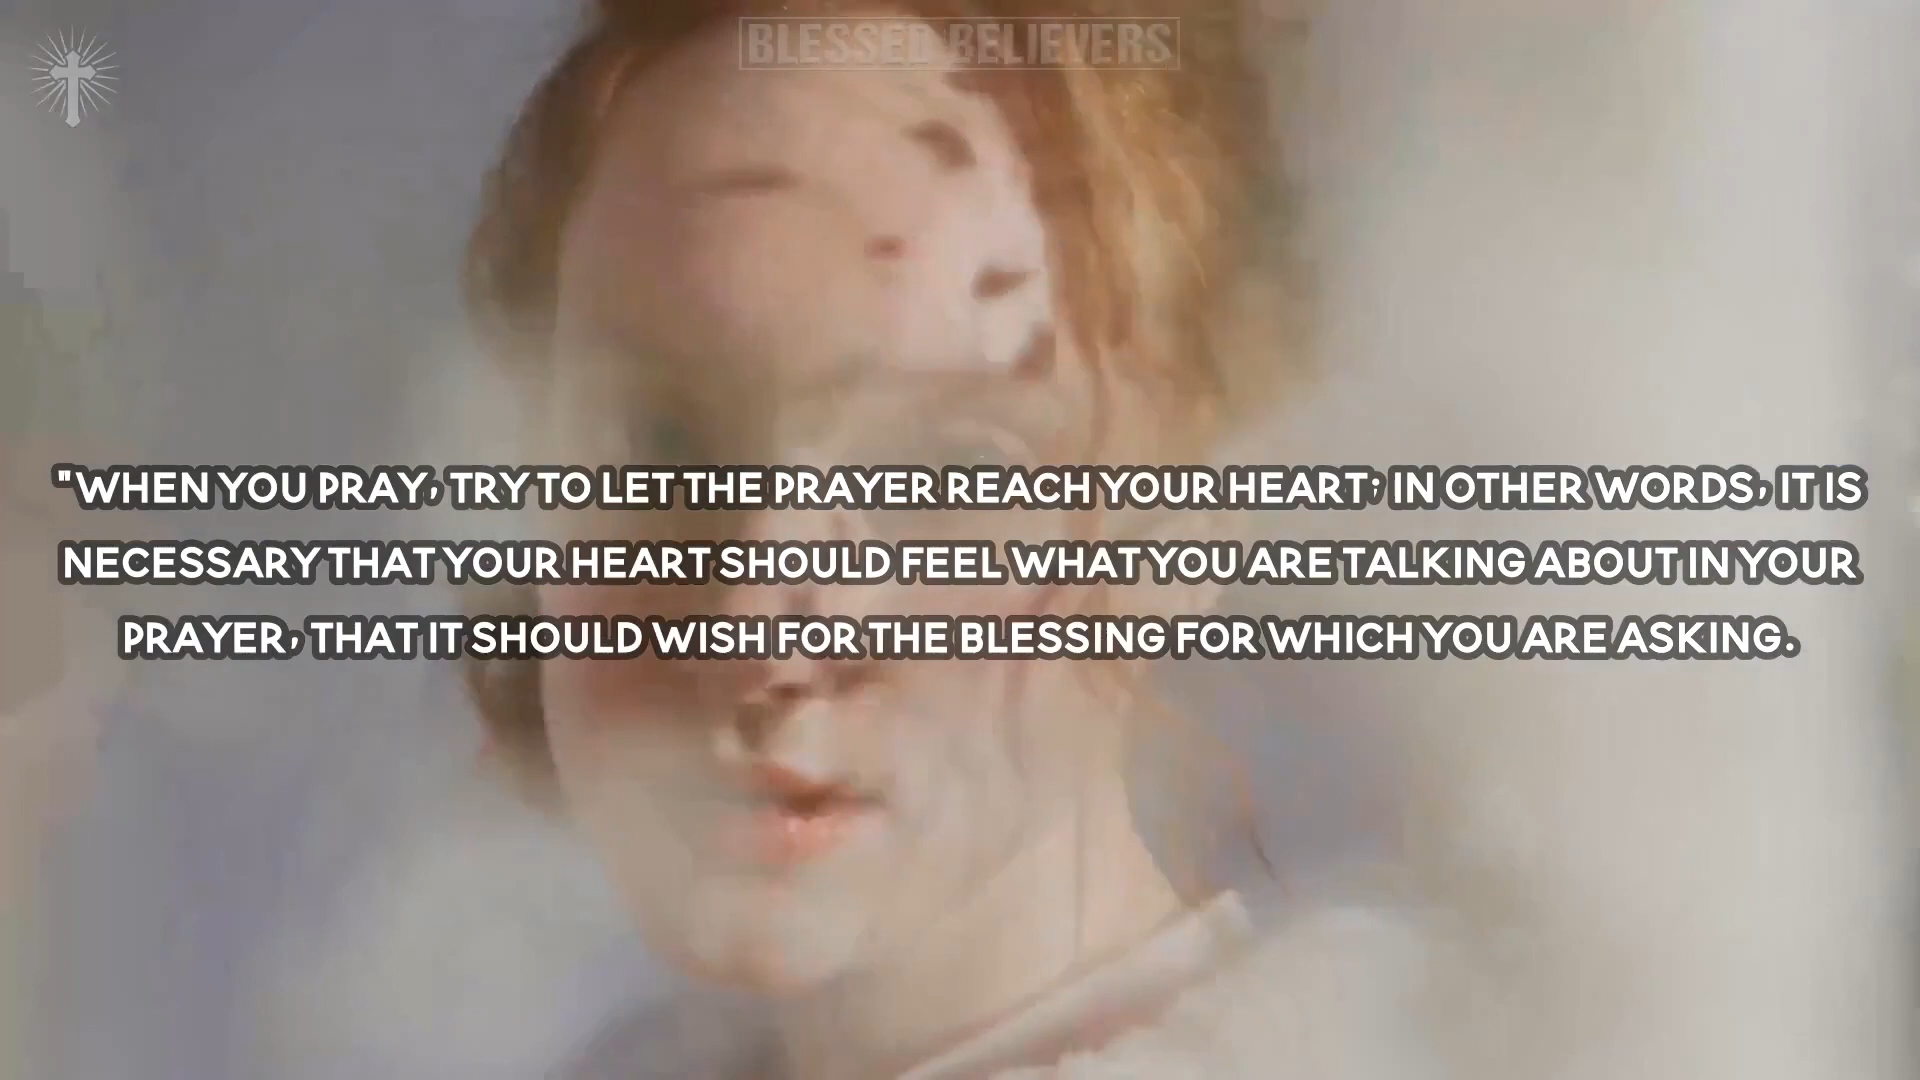 BLESSED BELIEVERS
"WHEN YOU PRAY, TRY TO LET THE PRAYER REACH YOUR HEART; IN OTHER WORDS, IT IS
NECESSARY THAT YOUR HEART SHOULD FEEL WHAT YOU ARE TALKING ABOUT IN YOUR
PRAYER, THAT IT SHOULD WISH FOR THE BLESSING FOR WHICH YOU ARE ASKING.